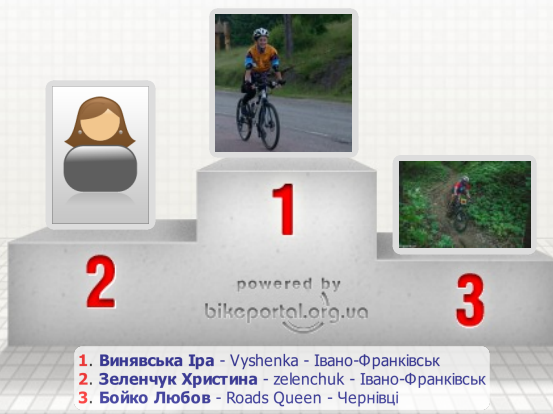 1
2
3
powered by
bikeportal.org.ua
1. Винявська Іра - Vyshenka - Івано-Франківськ
2. Зеленчук Христина - zelenchuk - Івано-Франківськ
3. Бойко Любов - Roads Queen - Чернівці